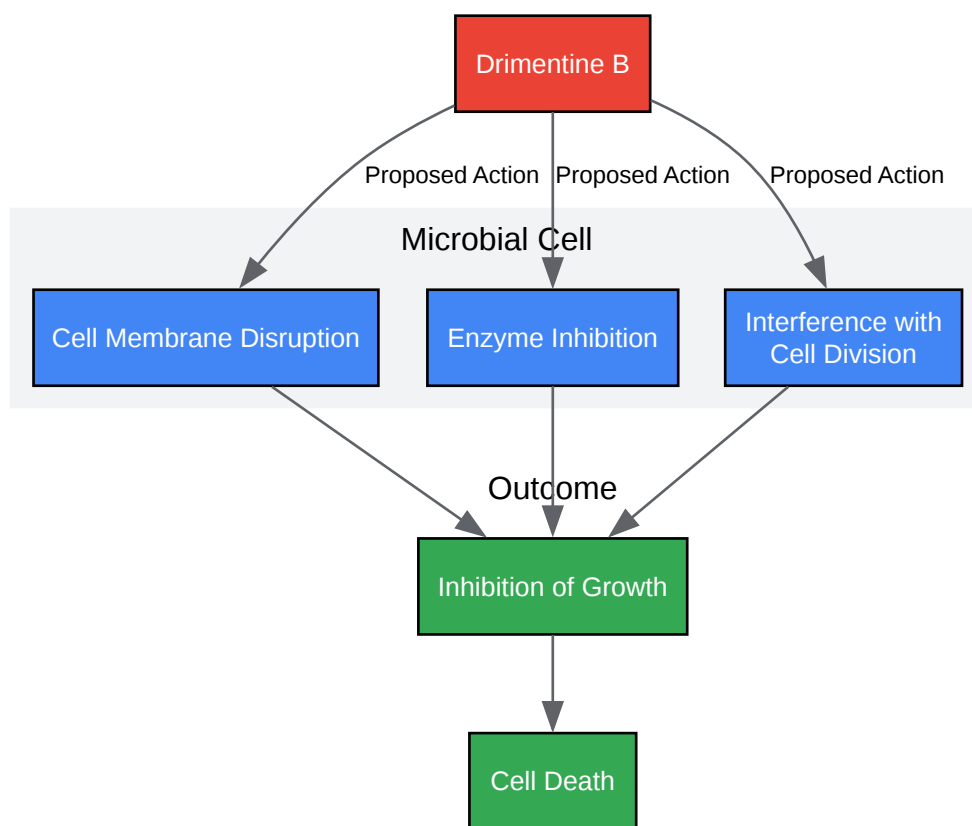 Drimentine B
Proposed Action
Proposed Action
Proposed Action
Microbial Cell
Cell Membrane Disruption
Enzyme Inhibition
Interference with
Cell Division
Outcome
Inhibition of Growth
Cell Death